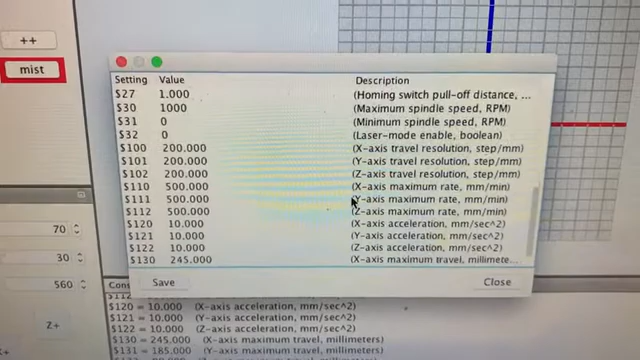 ++
mist
Setting Value Description
$27 1.000 (Homing switch pull-off distance, ...
$30 1000 (Maximum spindle speed, RPM)
$31 0 (Minimum spindle speed, RPM)
$32 0 (Laser-mode enable, boolean)
$100 200.000 (X-axis travel resolution, step/mm)
$101 200.000 (Y-axis travel resolution, step/mm)
$102 200.000 (Z-axis travel resolution, step/mm)
$110 500.000 (X-axis maximum rate, mm/min)
$111 500.000 (Y-axis maximum rate, mm/min)
$112 500.000 (Z-axis maximum rate, mm/min)
$120 10.000 (X-axis acceleration, mm/sec^2)
$121 10.000 (Y-axis acceleration, mm/sec^2)
$122 10.000 (Z-axis acceleration, mm/sec^2)
$130 245.000 (X-axis maximum travel, millimete...
Save Close
70
30
560
Z+
X+
Cons
$120 = 10.000 (X-axis acceleration, mm/sec^2)
$121 = 10.000 (Y-axis acceleration, mm/sec^2)
$122 = 10.000 (Z-axis acceleration, mm/sec^2)
$130 = 245.000 (X-axis maximum travel, millimeters)
$131 = 185.000 (Y-axis maximum travel, millimeters)